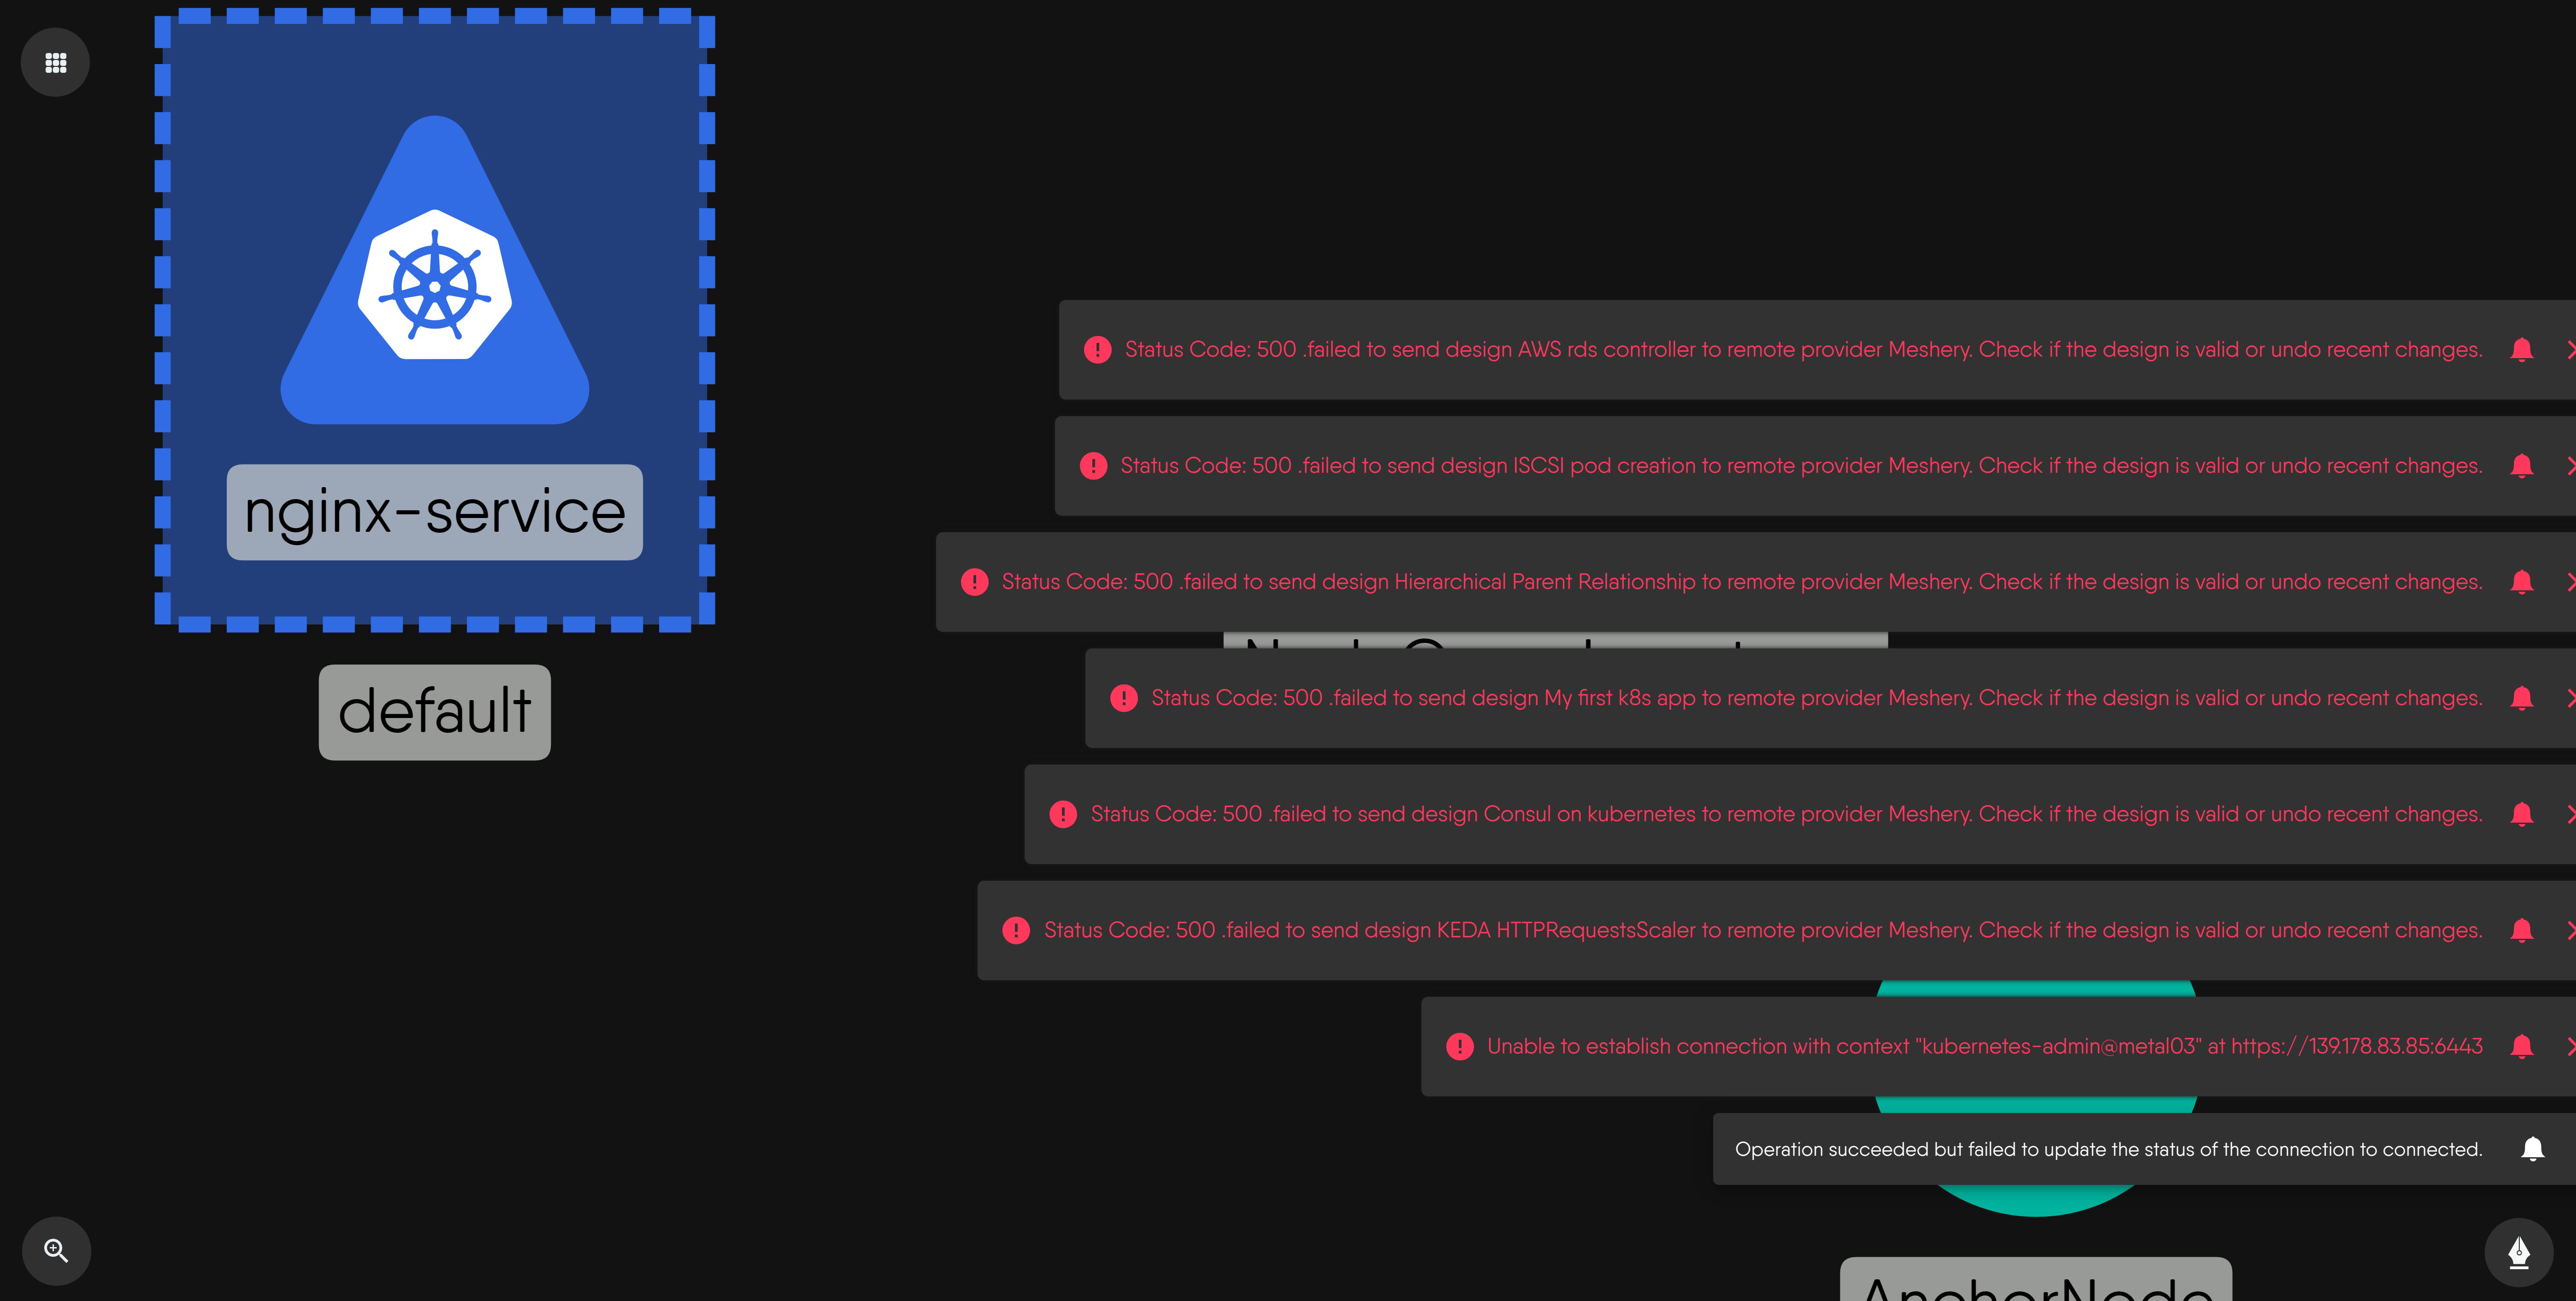 nginx-service
default
Status Code: 500 .failed to send design AWS rds controller to remote provider Meshery. Check if the design is valid or undo recent changes.
Status Code: 500 .failed to send design ISCSI pod creation to remote provider Meshery. Check if the design is valid or undo recent changes.
Status Code: 500 .failed to send design Hierarchical Parent Relationship to remote provider Meshery. Check if the design is valid or undo recent changes.
Status Code: 500 .failed to send design My first k8s app to remote provider Meshery. Check if the design is valid or undo recent changes.
Status Code: 500 .failed to send design Consul on kubernetes to remote provider Meshery. Check if the design is valid or undo recent changes.
Status Code: 500 .failed to send design KEDA HTTPRequestsScaler to remote provider Meshery. Check if the design is valid or undo recent changes.
Unable to establish connection with context "kubernetes-admin@metal03" at https://139.178.83.85:6443
Operation succeeded but failed to update the status of the connection to connected.
AnchorNode